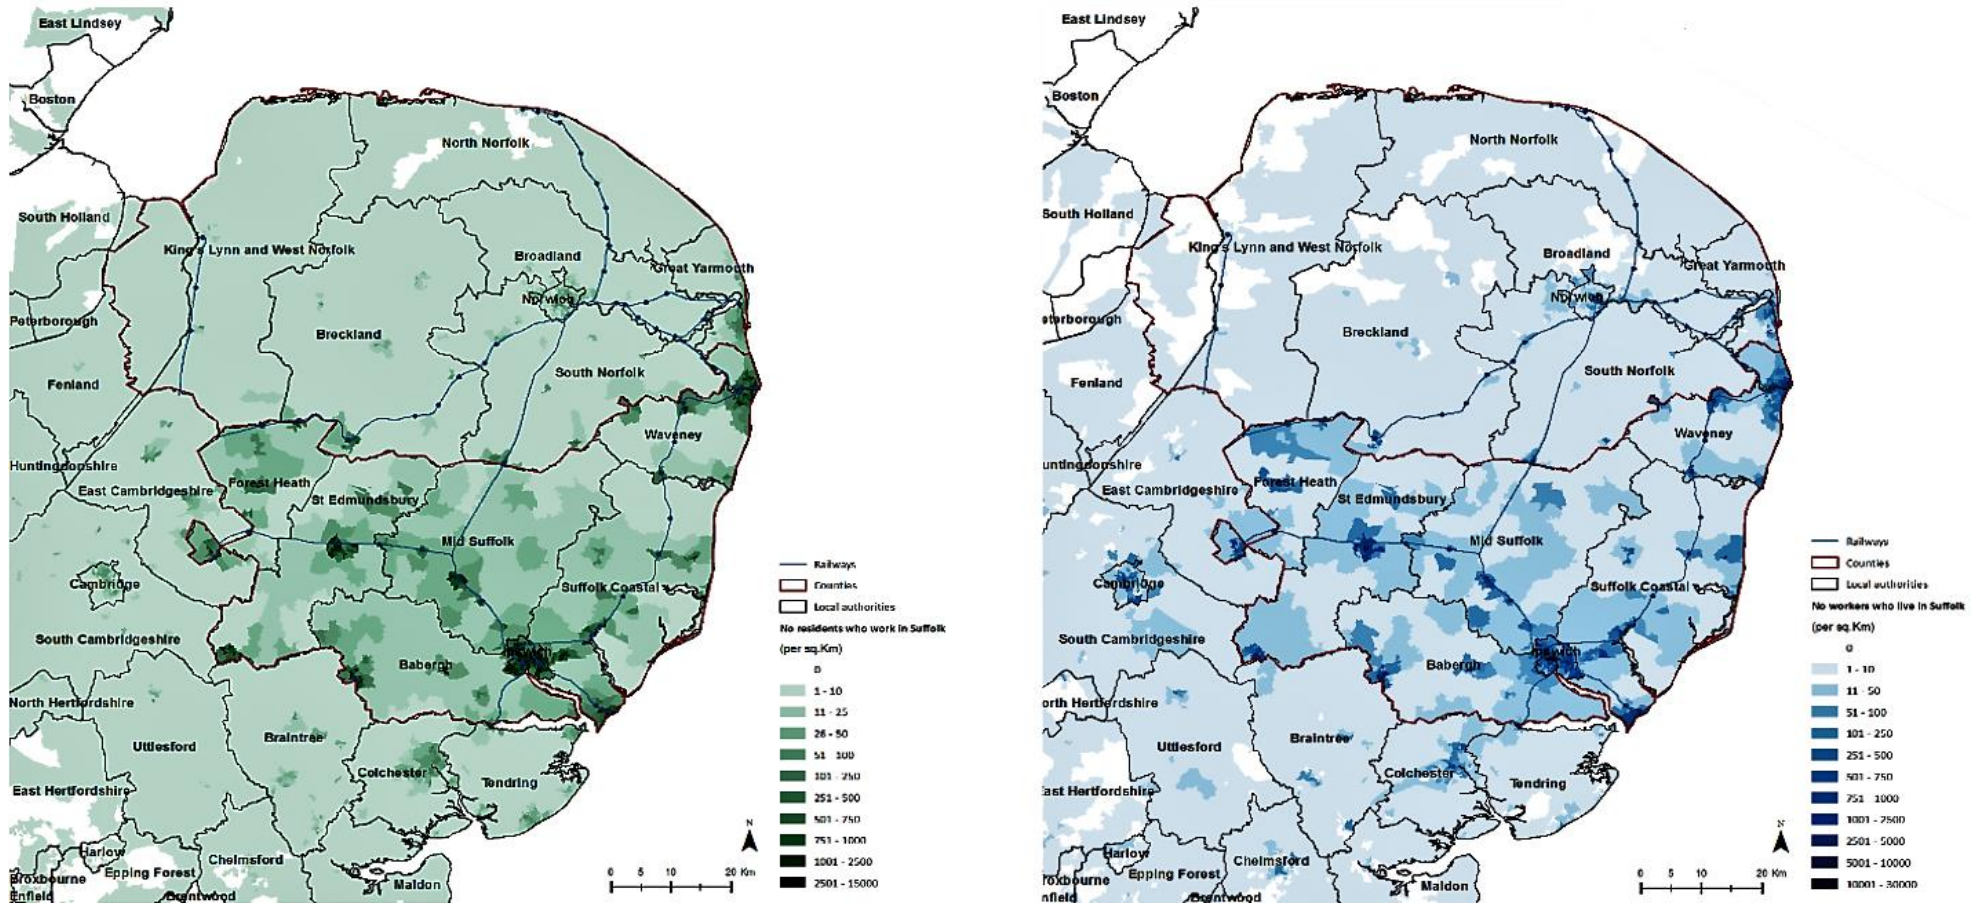 East Lindsey
Boston
North Norfolk
South Holland
King's Lynn and West Norfolk
Broadland
Great Yarmouth
Norwich
Peterborough
Breckland
South Norfolk
Fenland
Waveney
Huntingdonshire
East Cambridgeshire
Forest Heath
St Edmundsbury
Mid Suffolk
Cambridge
Suffolk Coastal
South Cambridgeshire
Babergh
Ipswich
North Hertfordshire
Uttlesford
Braintree
Colchester
Tendring
East Hertfordshire
Harlow
Epping Forest
Chelmsford
Broxbourne
Enfield
Brentwood
Maldon
Railways
Counties
Local authorities
No residents who work in Suffolk
(per sq.Km)
0
1 - 10
11 - 25
26 - 50
51 - 100
101 - 250
251 - 500
501 - 750
751 - 1000
1001 - 2500
2501 - 15000
N
0 5 10 20 Km
East Lindsey
Boston
North Norfolk
South Holland
King's Lynn and West Norfolk
Broadland
Great Yarmouth
Norwich
eterborough
Breckland
South Norfolk
Fenland
Waveney
untingdonshire
East Cambridgeshire
Forest Heath
St Edmundsbury
Mid Suffolk
Cambridge
Suffolk Coastal
South Cambridgeshire
Babergh
Ipswich
orth Hertfordshire
Uttlesford
Braintree
Colchester
Tendring
ast Hertfordshire
Harlow
Epping Forest
Chelmsford
roxbourne
nfield
Brentwood
Maldon
Railways
Counties
Local authorities
No workers who live in Suffolk
(per sq.Km)
0
1 - 10
11 - 50
51 - 100
101 - 250
251 - 500
501 - 750
751 - 1000
1001 - 2500
2501 - 5000
5001 - 10000
10001 - 30000
N
0 5 10 20 Km